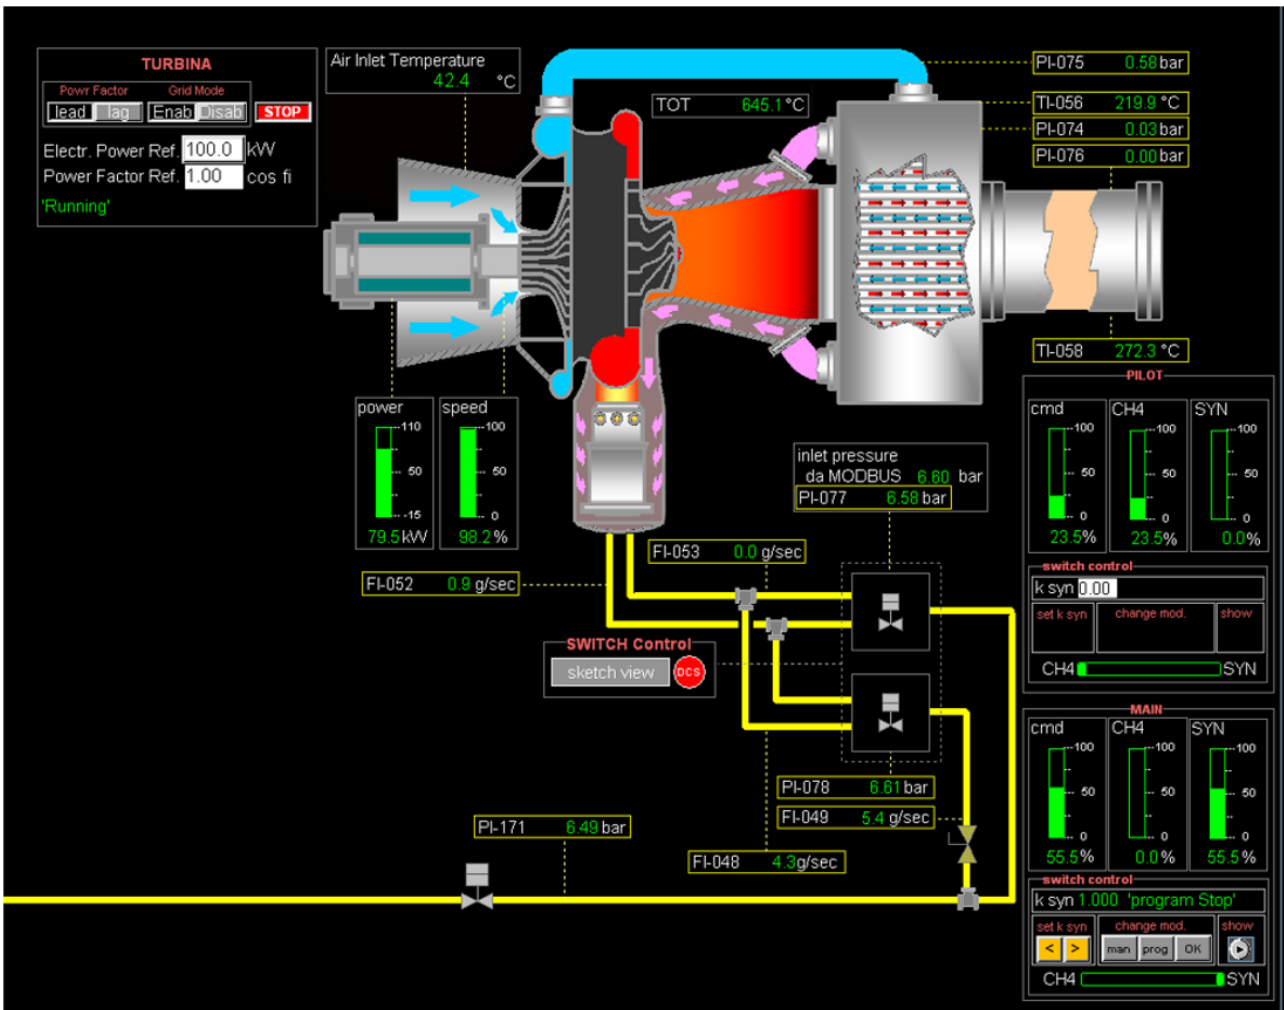 TURBINA
Powr Factor Grid Mode
lead lag Enab Disab STOP
Electr. Power Ref. 100.0 kW
Power Factor Ref. 1.00 cos fi
'Running'
Air Inlet Temperature
42.4 °C
TOT 645.1 °C
PI-075 0.58 bar
TI-056 219.9 °C
PI-074 0.03 bar
PI-076 0.00 bar
TI-058 272.3 °C
power
110
50
-15
79.5 kW
speed
100
50
0
98.2 %
inlet pressure
da MODBUS 6.60 bar
PI-077 6.58 bar
FI-053 0.0 g/sec
FI-052 0.9 g/sec
SWITCH Control
sketch view DCS
PI-078 6.61 bar
FI-049 5.4 g/sec
PI-171 6.49 bar
FI-048 4.3 g/sec
PILOT
cmd CH4 SYN
100 100 100
50 50 50
0 0 0
23.5% 23.5% 0.0%
switch control
k syn 0.00
set k syn change mod. show
CH4 SYN
MAIN
cmd CH4 SYN
100 100 100
50 50 50
0 0 0
55.5% 0.0% 55.5%
switch control
k syn 1.000 'program Stop'
set k syn change mod. show
< > man prog OK
CH4 SYN